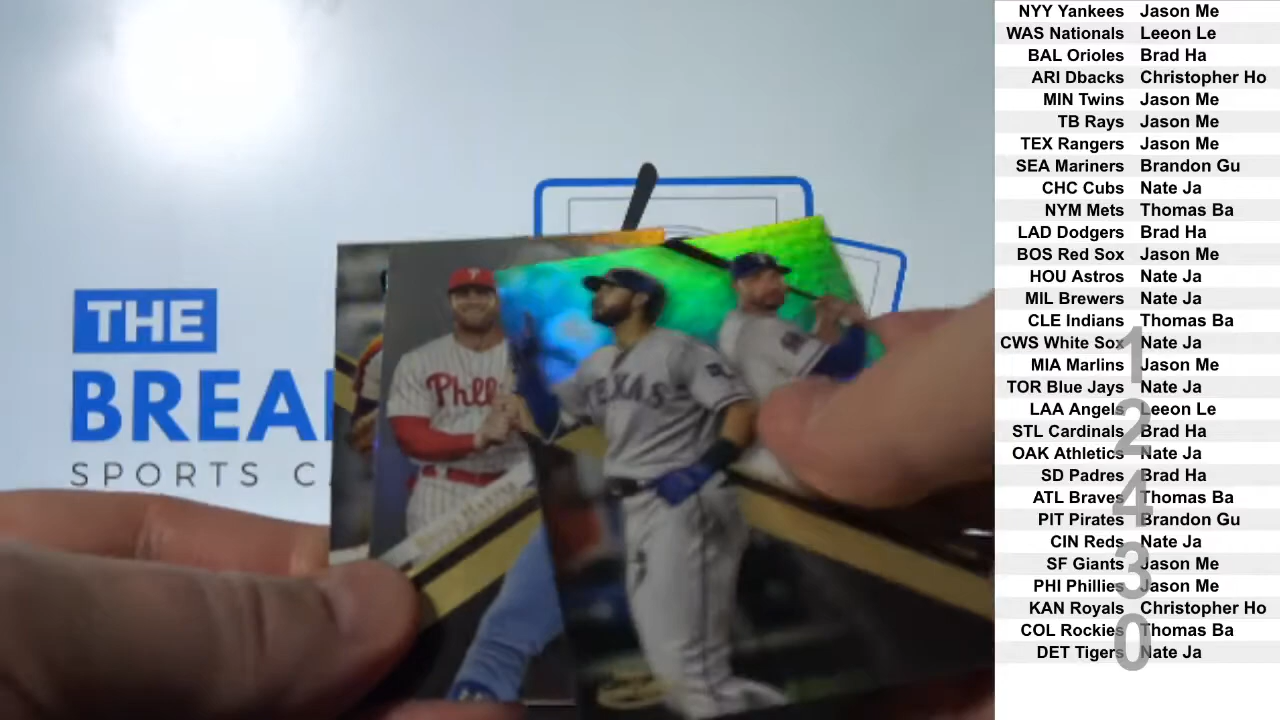 NYY Yankees Jason Me
WAS Nationals Leeon Le
BAL Orioles Brad Ha
ARI Dbacks Christopher Ho
MIN Twins Jason Me
TB Rays Jason Me
TEX Rangers Jason Me
SEA Mariners Brandon Gu
CHC Cubs Nate Ja
NYM Mets Thomas Ba
LAD Dodgers Brad Ha
BOS Red Sox Jason Me
HOU Astros Nate Ja
MIL Brewers Nate Ja
CLE Indians Thomas Ba
CWS White Sox Nate Ja
MIA Marlins Jason Me
TOR Blue Jays Nate Ja
LAA Angels Leeon Le
STL Cardinals Brad Ha
OAK Athletics Nate Ja
SD Padres Brad Ha
ATL Braves Thomas Ba
PIT Pirates Brandon Gu
CIN Reds Nate Ja
SF Giants Jason Me
PHI Phillies Jason Me
KAN Royals Christopher Ho
COL Rockies Thomas Ba
DET Tigers Nate Ja
1
2
4
3
0
THE
BREA
SPORTS C
Phil
TEXAS